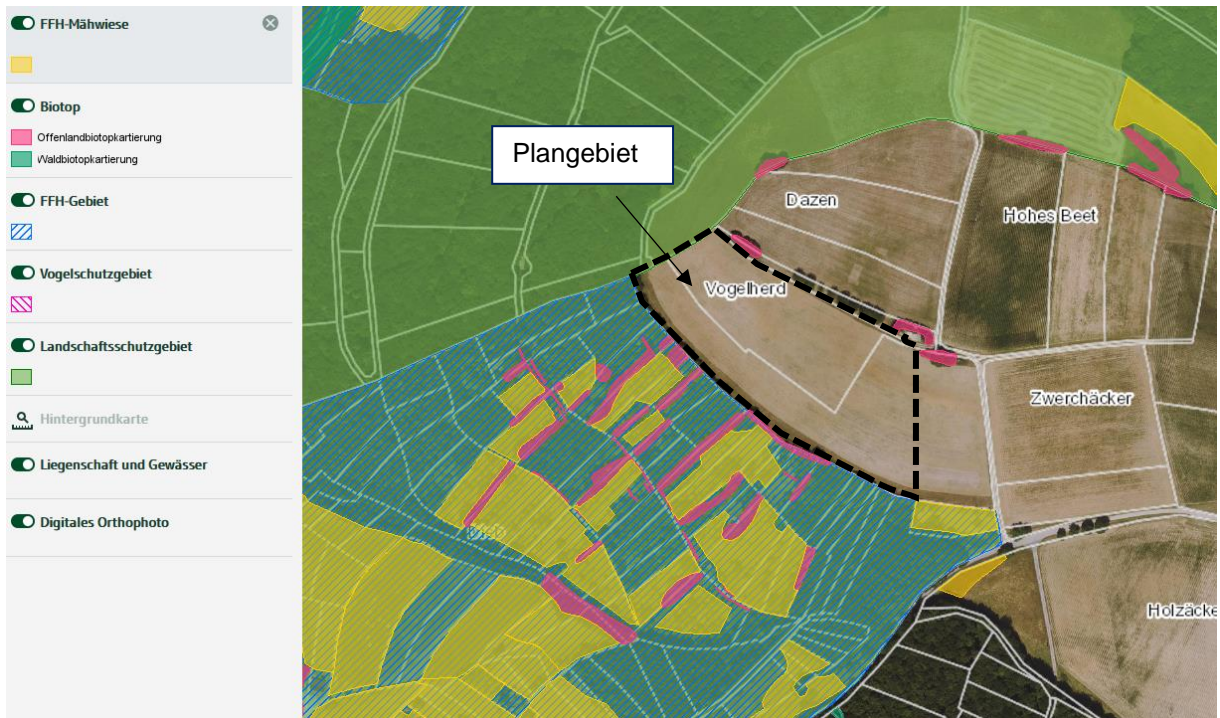 FFH-Mähwiese
Biotop
Offenlandbiotopkartierung
Waldbiotopkartierung
FFH-Gebiet
Vogelschutzgebiet
Landschaftsschutzgebiet
Hintergrundkarte
Liegenschaft und Gewässer
Digitales Orthophoto
Plangebiet
Dazen
Hohes Beet
Vogelherd
Zwerchäcker
Holzäcke